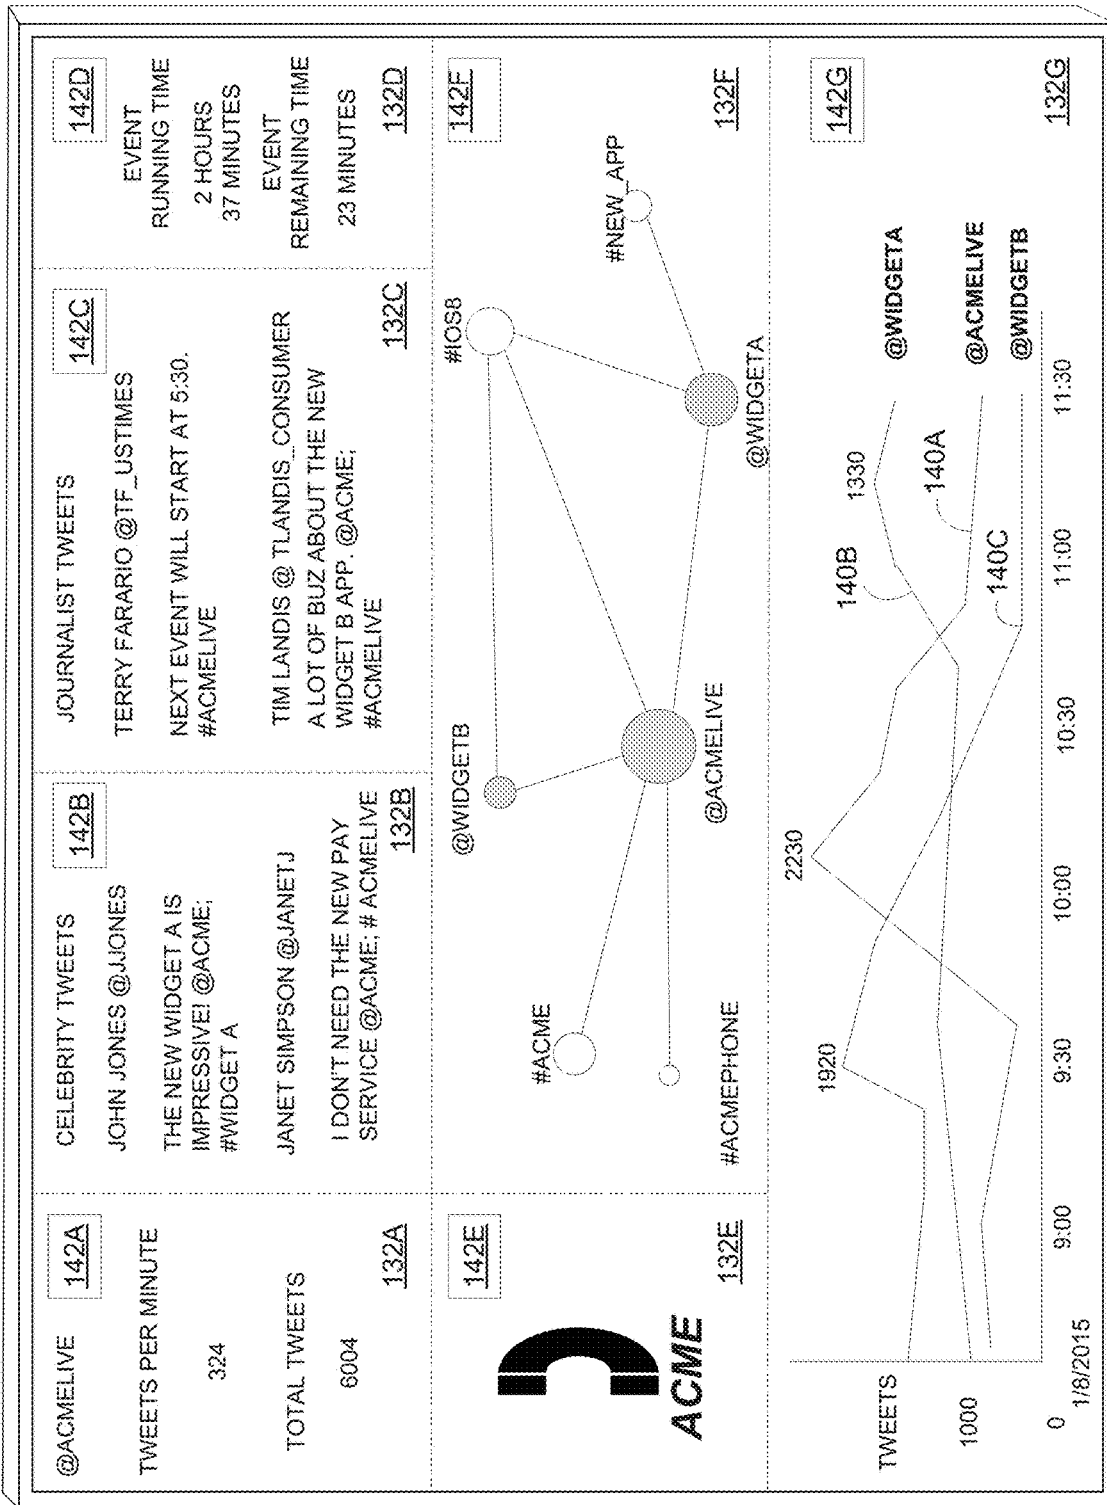 @ACMELIVE
142A
TWEETS PER MINUTE
324
TOTAL TWEETS
6004
132A
CELEBRITY TWEETS
142B
JOHN JONES @JJONES
THE NEW WIDGET A IS
IMPRESSIVE! @ACME;
#WIDGET A
JANET SIMPSON @JANETJ
I DON'T NEED THE NEW PAY
SERVICE @ACME; # ACMELIVE
132B
JOURNALIST TWEETS
142C
TERRY FARARIO @TF_USTIMES
NEXT EVENT WILL START AT 5:30.
#ACMELIVE
TIM LANDIS @ TLANDIS_CONSUMER
A LOT OF BUZ ABOUT THE NEW
WIDGET B APP. @ACME;
#ACMELIVE
132C
142D
EVENT
RUNNING TIME
2 HOURS
37 MINUTES
EVENT
REMAINING TIME
23 MINUTES
132D
142E
ACME
132E
142F
#IOS8
@WIDGETB
#ACME
#NEW_APP
@ACMELIVE
@WIDGETA
#ACMEPHONE
132F
142G
2230
1920
1330
140B
140A
140C
@WIDGETA
@ACMELIVE
@WIDGETB
TWEETS
1000
0
1/8/2015
9:00
9:30
10:00
10:30
11:00
11:30
132G